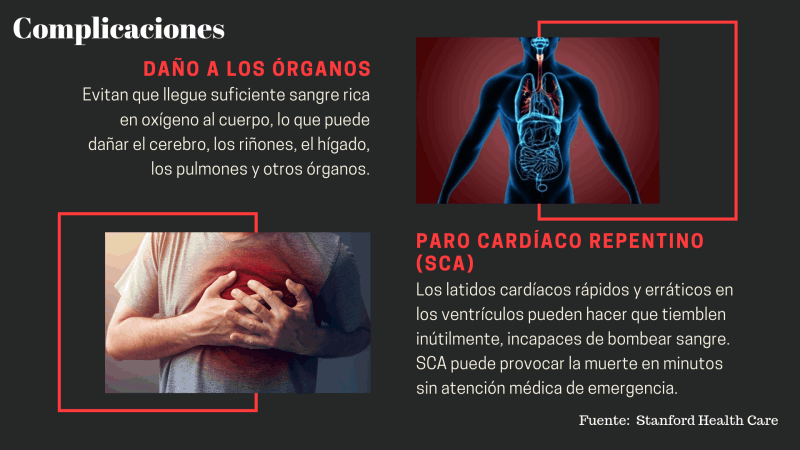 Complicaciones
DAÑO A LOS ÓRGANOS
Evitan que llegue suficiente sangre rica
en oxígeno al cuerpo, lo que puede
dañar el cerebro, los riñones, el hígado,
los pulmones y otros órganos.
PARO CARDÍACO REPENTINO
(SCA)
Los latidos cardíacos rápidos y erráticos en
los ventrículos pueden hacer que tiemblen
inútilmente, incapaces de bombear sangre.
SCA puede provocar la muerte en minutos
sin atención médica de emergencia.
Fuente: Stanford Health Care